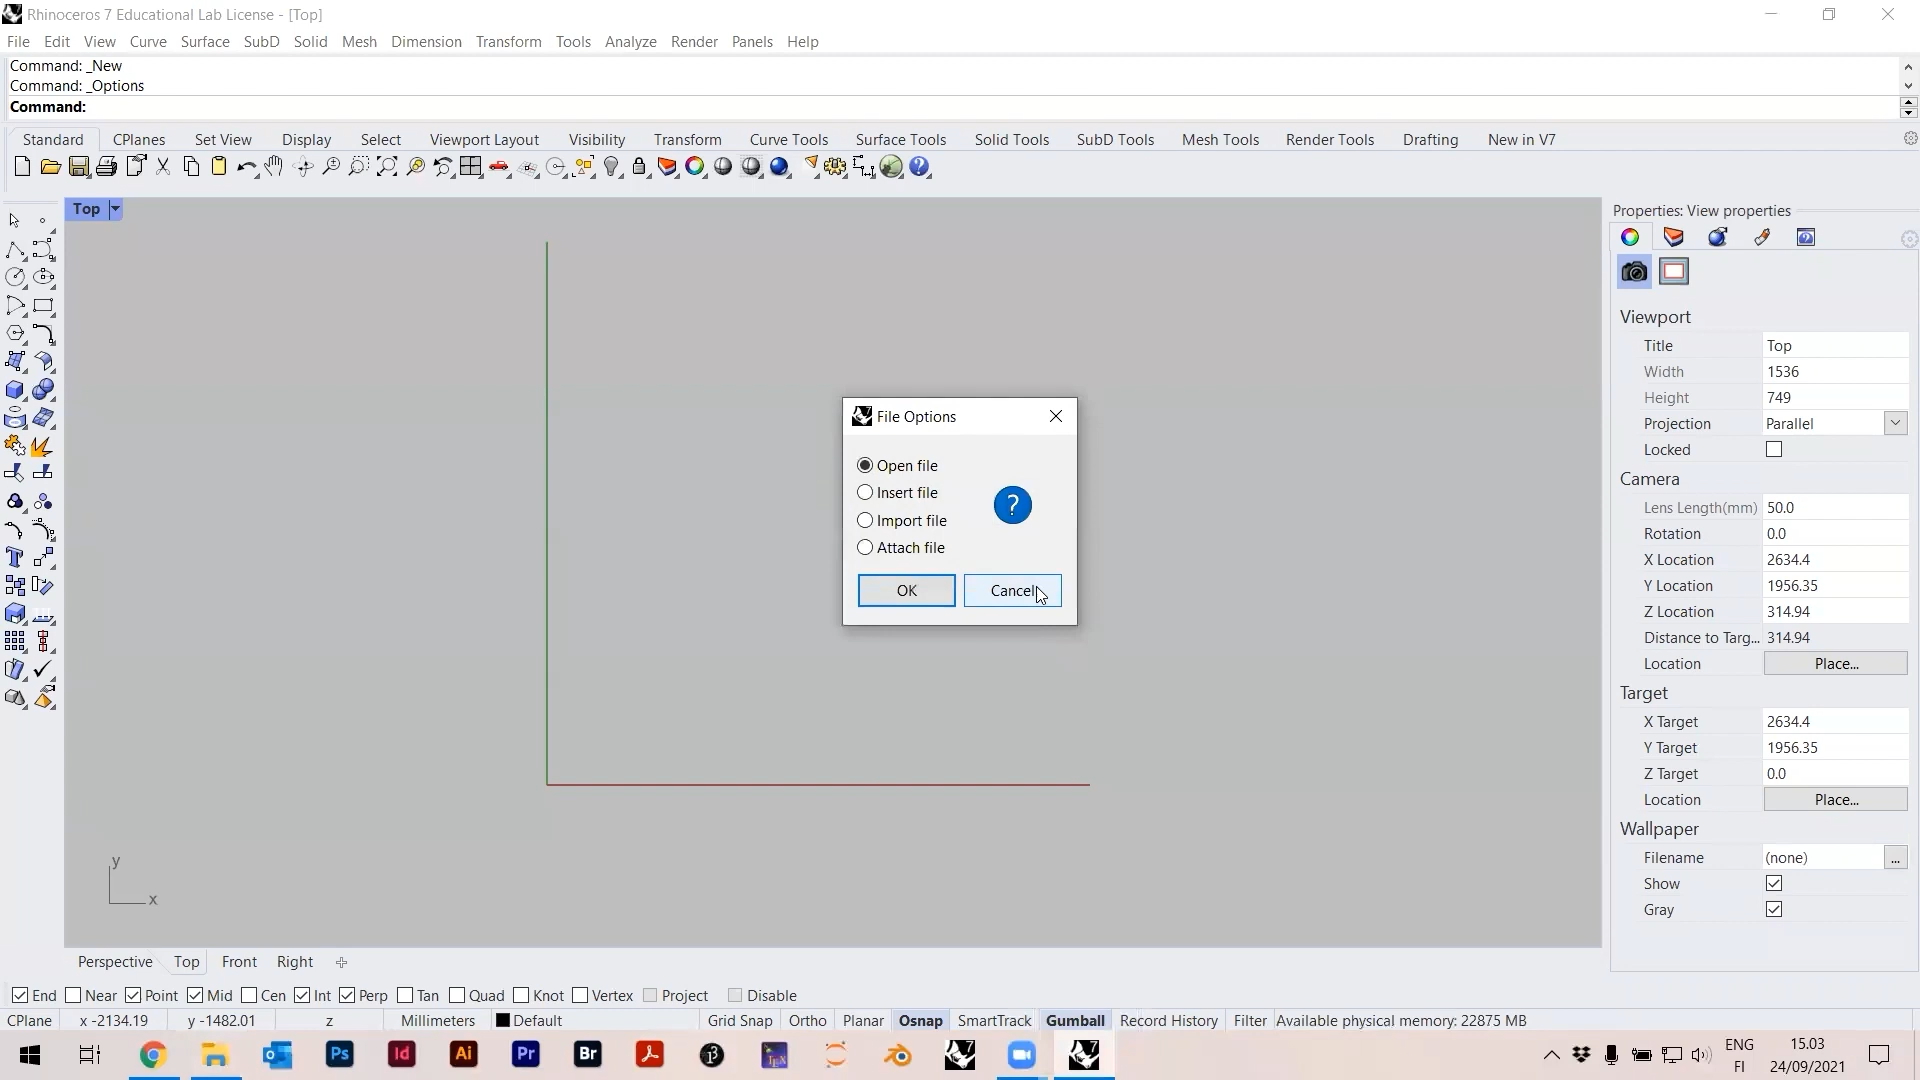 Rhinoceros 7 Educational Lab License - [Top]
File Edit View Curve Surface SubD Solid Mesh Dimension Transform Tools Analyze Render Panels Help
Command: _New
Command: _Options
Command:
Standard CPlanes Set View Display Select Viewport Layout Visibility Transform Curve Tools Surface Tools Solid Tools SubD Tools Mesh Tools Render Tools Drafting New in V7
Top
Properties: View properties
Viewport
Title Top
Width 1536
Height 749
Projection Parallel
Locked
Camera
Lens Length(mm) 50.0
Rotation 0.0
X Location 2634.4
Y Location 1956.35
Z Location 314.94
Distance to Targ... 314.94
Location Place...
Target
X Target 2634.4
Y Target 1956.35
Z Target 0.0
Location Place...
Wallpaper
Filename (none) ...
Show
Gray
File Options
Open file
Insert file
Import file
Attach file
?
OK Cancel
y
x
Perspective Top Front Right
End Near Point Mid Cen Int Perp Tan Quad Knot Vertex Project Disable
CPlane x -2134.19 y -1482.01 z Millimeters Default Grid Snap Ortho Planar Osnap SmartTrack Gumball Record History Filter Available physical memory: 22875 MB
Ps Id Ai Pr Br
ENG
FI
15.03
24/09/2021